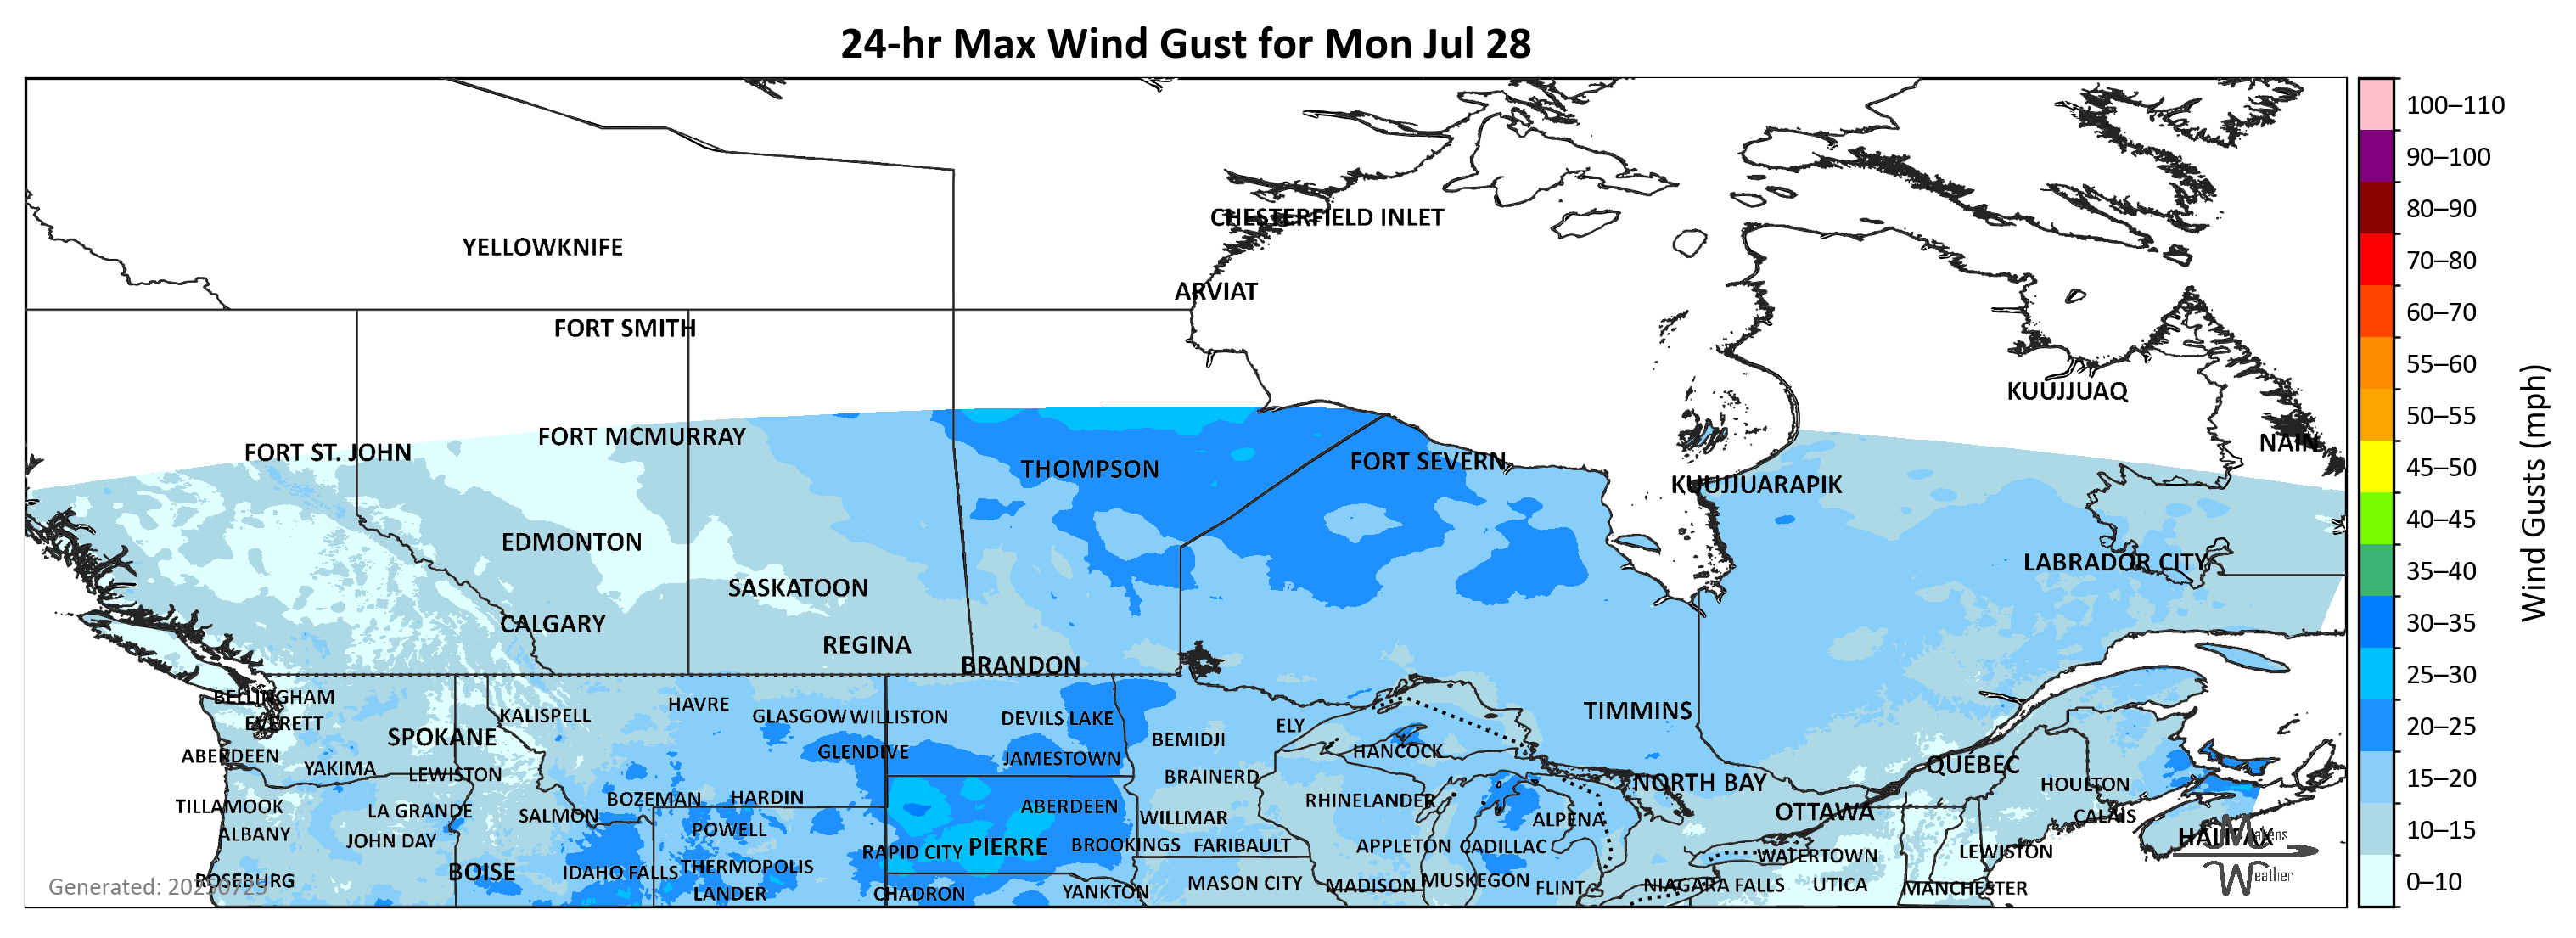 24-hr Max Wind Gust for Mon Jul 28
100–110
90–100
80–90
70–80
60–70
55–60
50–55
45–50
40–45
35–40
30–35
25–30
20–25
15–20
10–15
0–10
Wind Gusts (mph)
CHESTERFIELD INLET
YELLOWKNIFE
ARVIAT
FORT SMITH
KUUJJUAQ
FORT MCMURRAY
NAIN
FORT ST. JOHN
FORT SEVERN
THOMPSON
KUUJJUARAPIK
EDMONTON
LABRADOR CITY
SASKATOON
CALGARY
REGINA
BRANDON
BELLINGHAM
HAVRE
TIMMINS
KALISPELL
GLASGOW
WILLISTON
DEVILS LAKE
EVERETT
ELY
SPOKANE
BEMIDJI
GLENDIVE
HANCOCK
ABERDEEN
JAMESTOWN
QUEBEC
YAKIMA
LEWISTON
BRAINERD
NORTH BAY
HOULTON
BOZEMAN
HARDIN
RHINELANDER
TILLAMOOK
LA GRANDE
ABERDEEN
OTTAWA
SALMON
WILLMAR
CALAIS
ALPENA
ALBANY
POWELL
HALIFAX
JOHN DAY
PIERRE
BROOKINGS
FARIBAULT
APPLETON
CADILLAC
RAPID CITY
LEWISTON
WATERTOWN
BOISE
IDAHO FALLS
THERMOPOLIS
ROSEBURG
MASON CITY
MADISON
MUSKEGON
FLINT
NIAGARA FALLS
UTICA
MANCHESTER
LANDER
CHADRON
YANKTON
Generated: 20250725
Makens
Weather